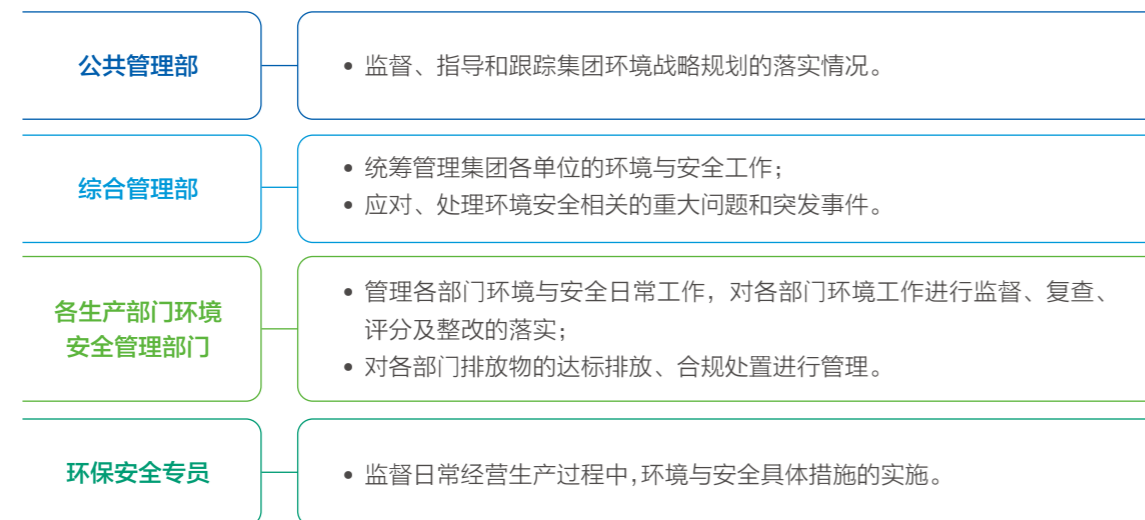 公共管理部
• 监督、指导和跟踪集团环境战略规划的落实情况。
综合管理部
• 统筹管理集团各单位的环境与安全工作；
• 应对、处理环境安全相关的重大问题和突发事件。
各生产部门环境
安全管理部门
• 管理各部门环境与安全日常工作，对各部门环境工作进行监督、复查、
评分及整改的落实；
• 对各部门排放物的达标排放、合规处置进行管理。
环保安全专员
• 监督日常经营生产过程中，环境与安全具体措施的实施。